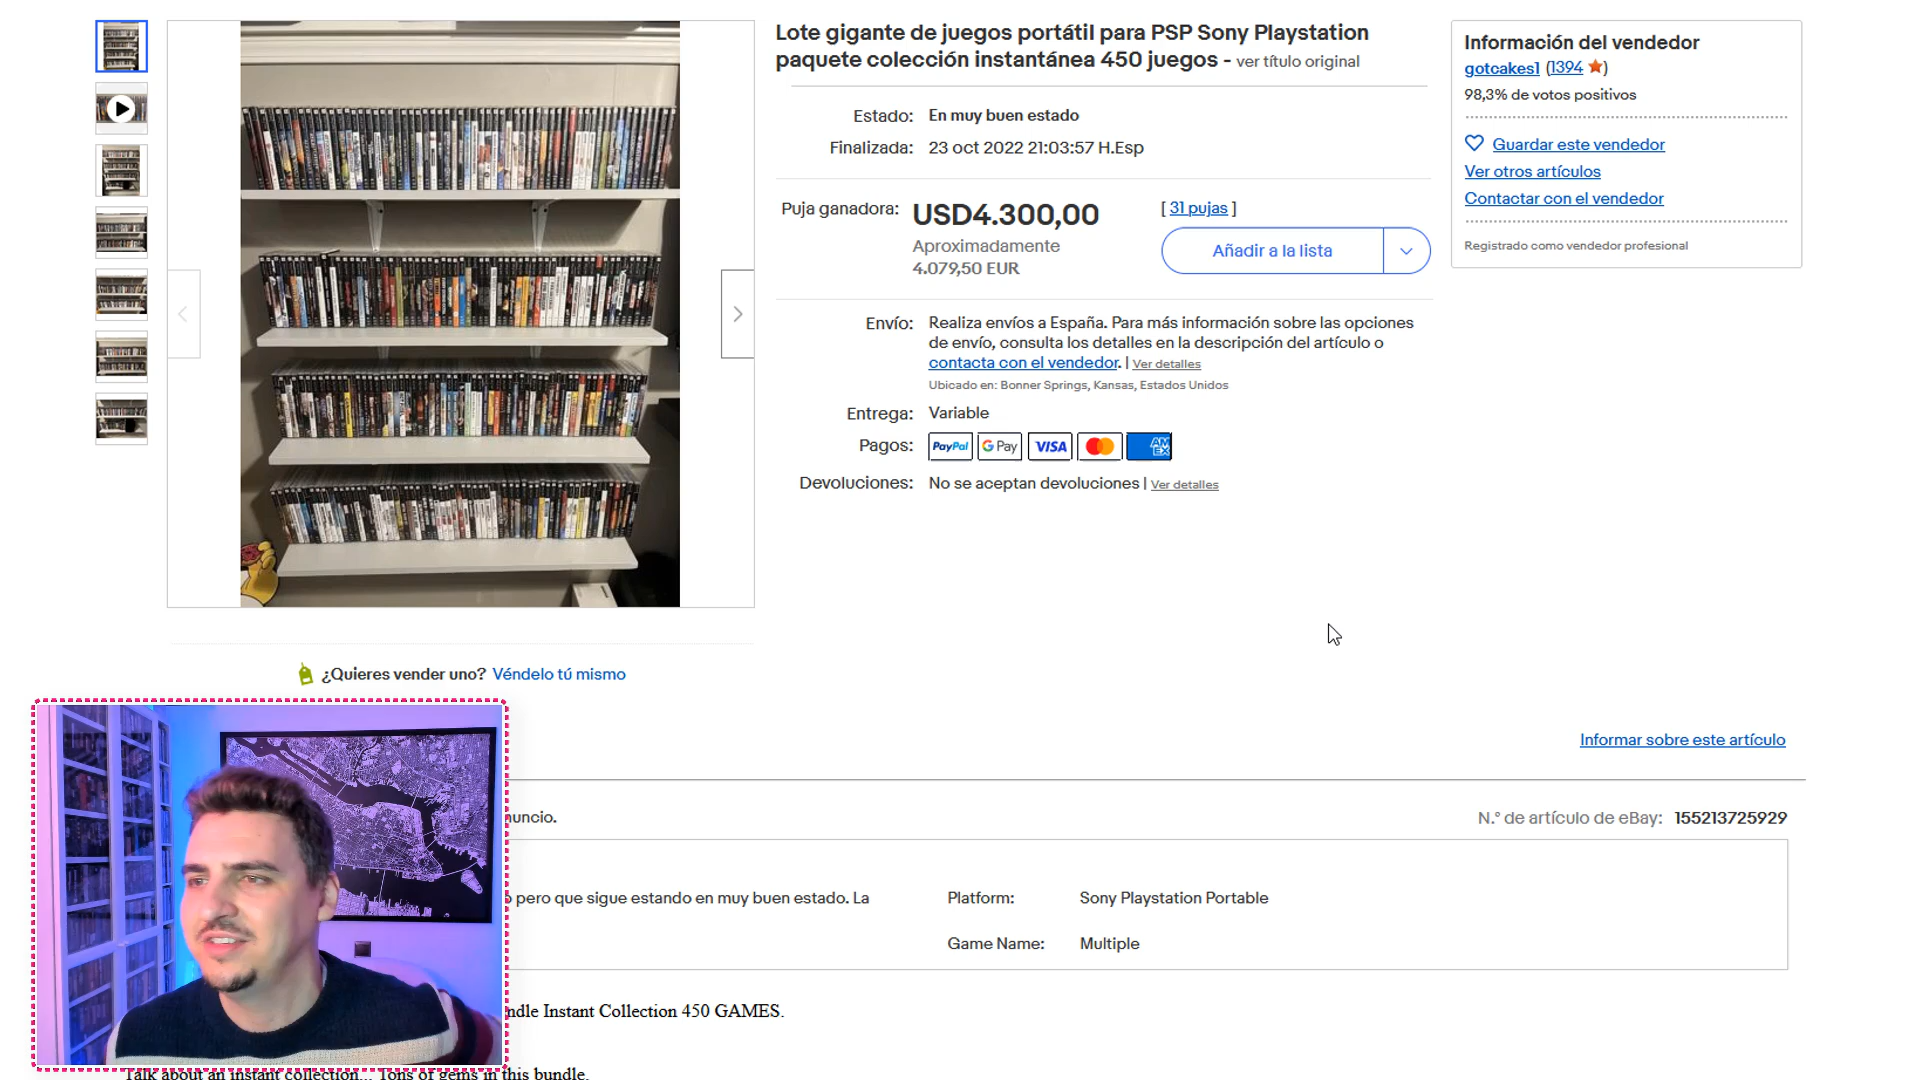 Lote gigante de juegos portátil para PSP Sony Playstation
paquete colección instantánea 450 juegos - ver título original
Estado: En muy buen estado
Finalizada: 23 oct 2022 21:03:57 H.Esp
Puja ganadora: USD4.300,00 [ 31 pujas ]
Aproximadamente
4.079,50 EUR
Añadir a la lista
Envío: Realiza envíos a España. Para más información sobre las opciones
de envío, consulta los detalles en la descripción del artículo o
contacta con el vendedor. | Ver detalles
Ubicado en: Bonner Springs, Kansas, Estados Unidos
Entrega: Variable
Pagos: PayPal G Pay VISA AM EX
Devoluciones: No se aceptan devoluciones | Ver detalles
Información del vendedor
gotcakes1 (1394)
98,3% de votos positivos
Guardar este vendedor
Ver otros artículos
Contactar con el vendedor
Registrado como vendedor profesional
¿Quieres vender uno? Véndelo tú mismo
Informar sobre este artículo
nuncio.
N.° de artículo de eBay: 155213725929
pero que sigue estando en muy buen estado. La
Platform: Sony Playstation Portable
Game Name: Multiple
ndle Instant Collection 450 GAMES.
Talk about an instant collection... Tons of gems in this bundle.